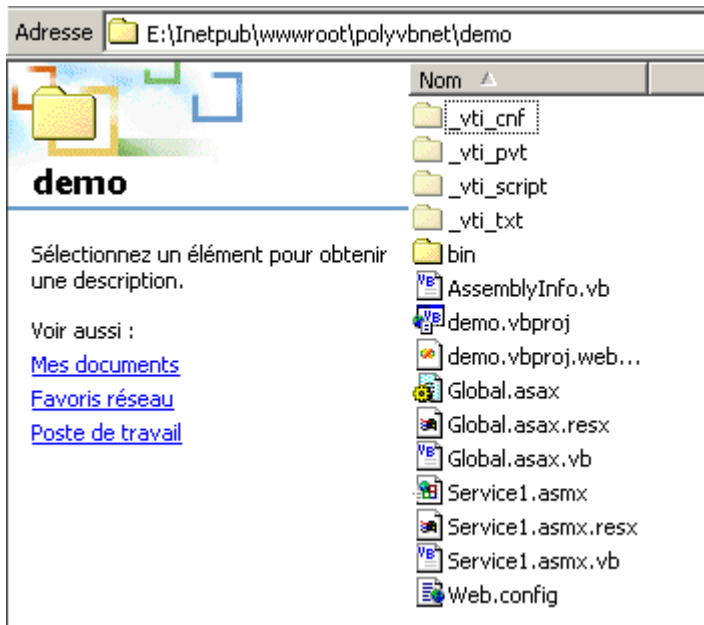 Adresse E:\Inetpub\wwwroot\polyvbnet\demo
demo
Sélectionnez un élément pour obtenir
une description.
Voir aussi :
Mes documents
Favoris réseau
Poste de travail
Nom
_vti_cnf
_vti_pvt
_vti_script
_vti_txt
bin
AssemblyInfo.vb
demo.vbproj
demo.vbproj.web...
Global.asax
Global.asax.resx
Global.asax.vb
Service1.asmx
Service1.asmx.resx
Service1.asmx.vb
Web.config